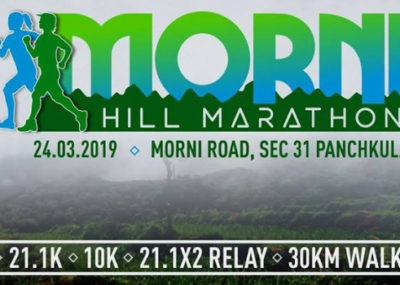 MORNI
HILL MARATHON
24.03.2019 ◇ MORNI ROAD, SEC 31 PANCHKUL
◇ 21.1K ◇ 10K ◇ 21.1X2 RELAY ◇ 30KM WALK